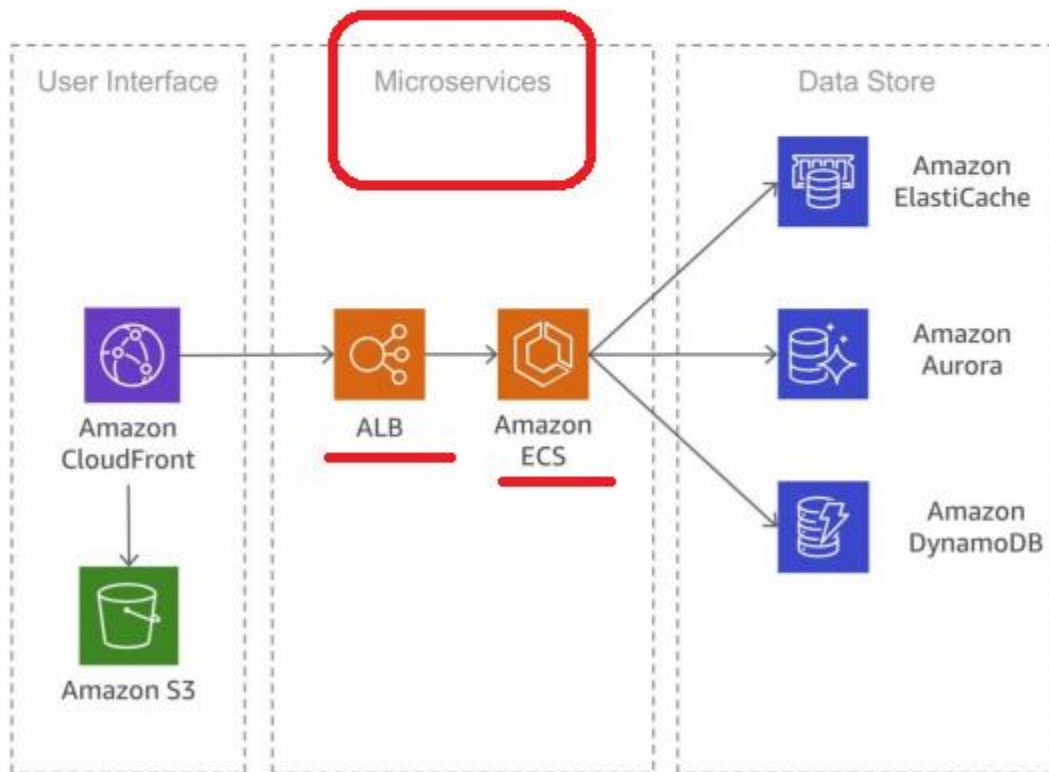 User Interface
Microservices
Data Store
Amazon
ElastiCache
Amazon
CloudFront
ALB
Amazon
ECS
Amazon
Aurora
Amazon
DynamoDB
Amazon S3